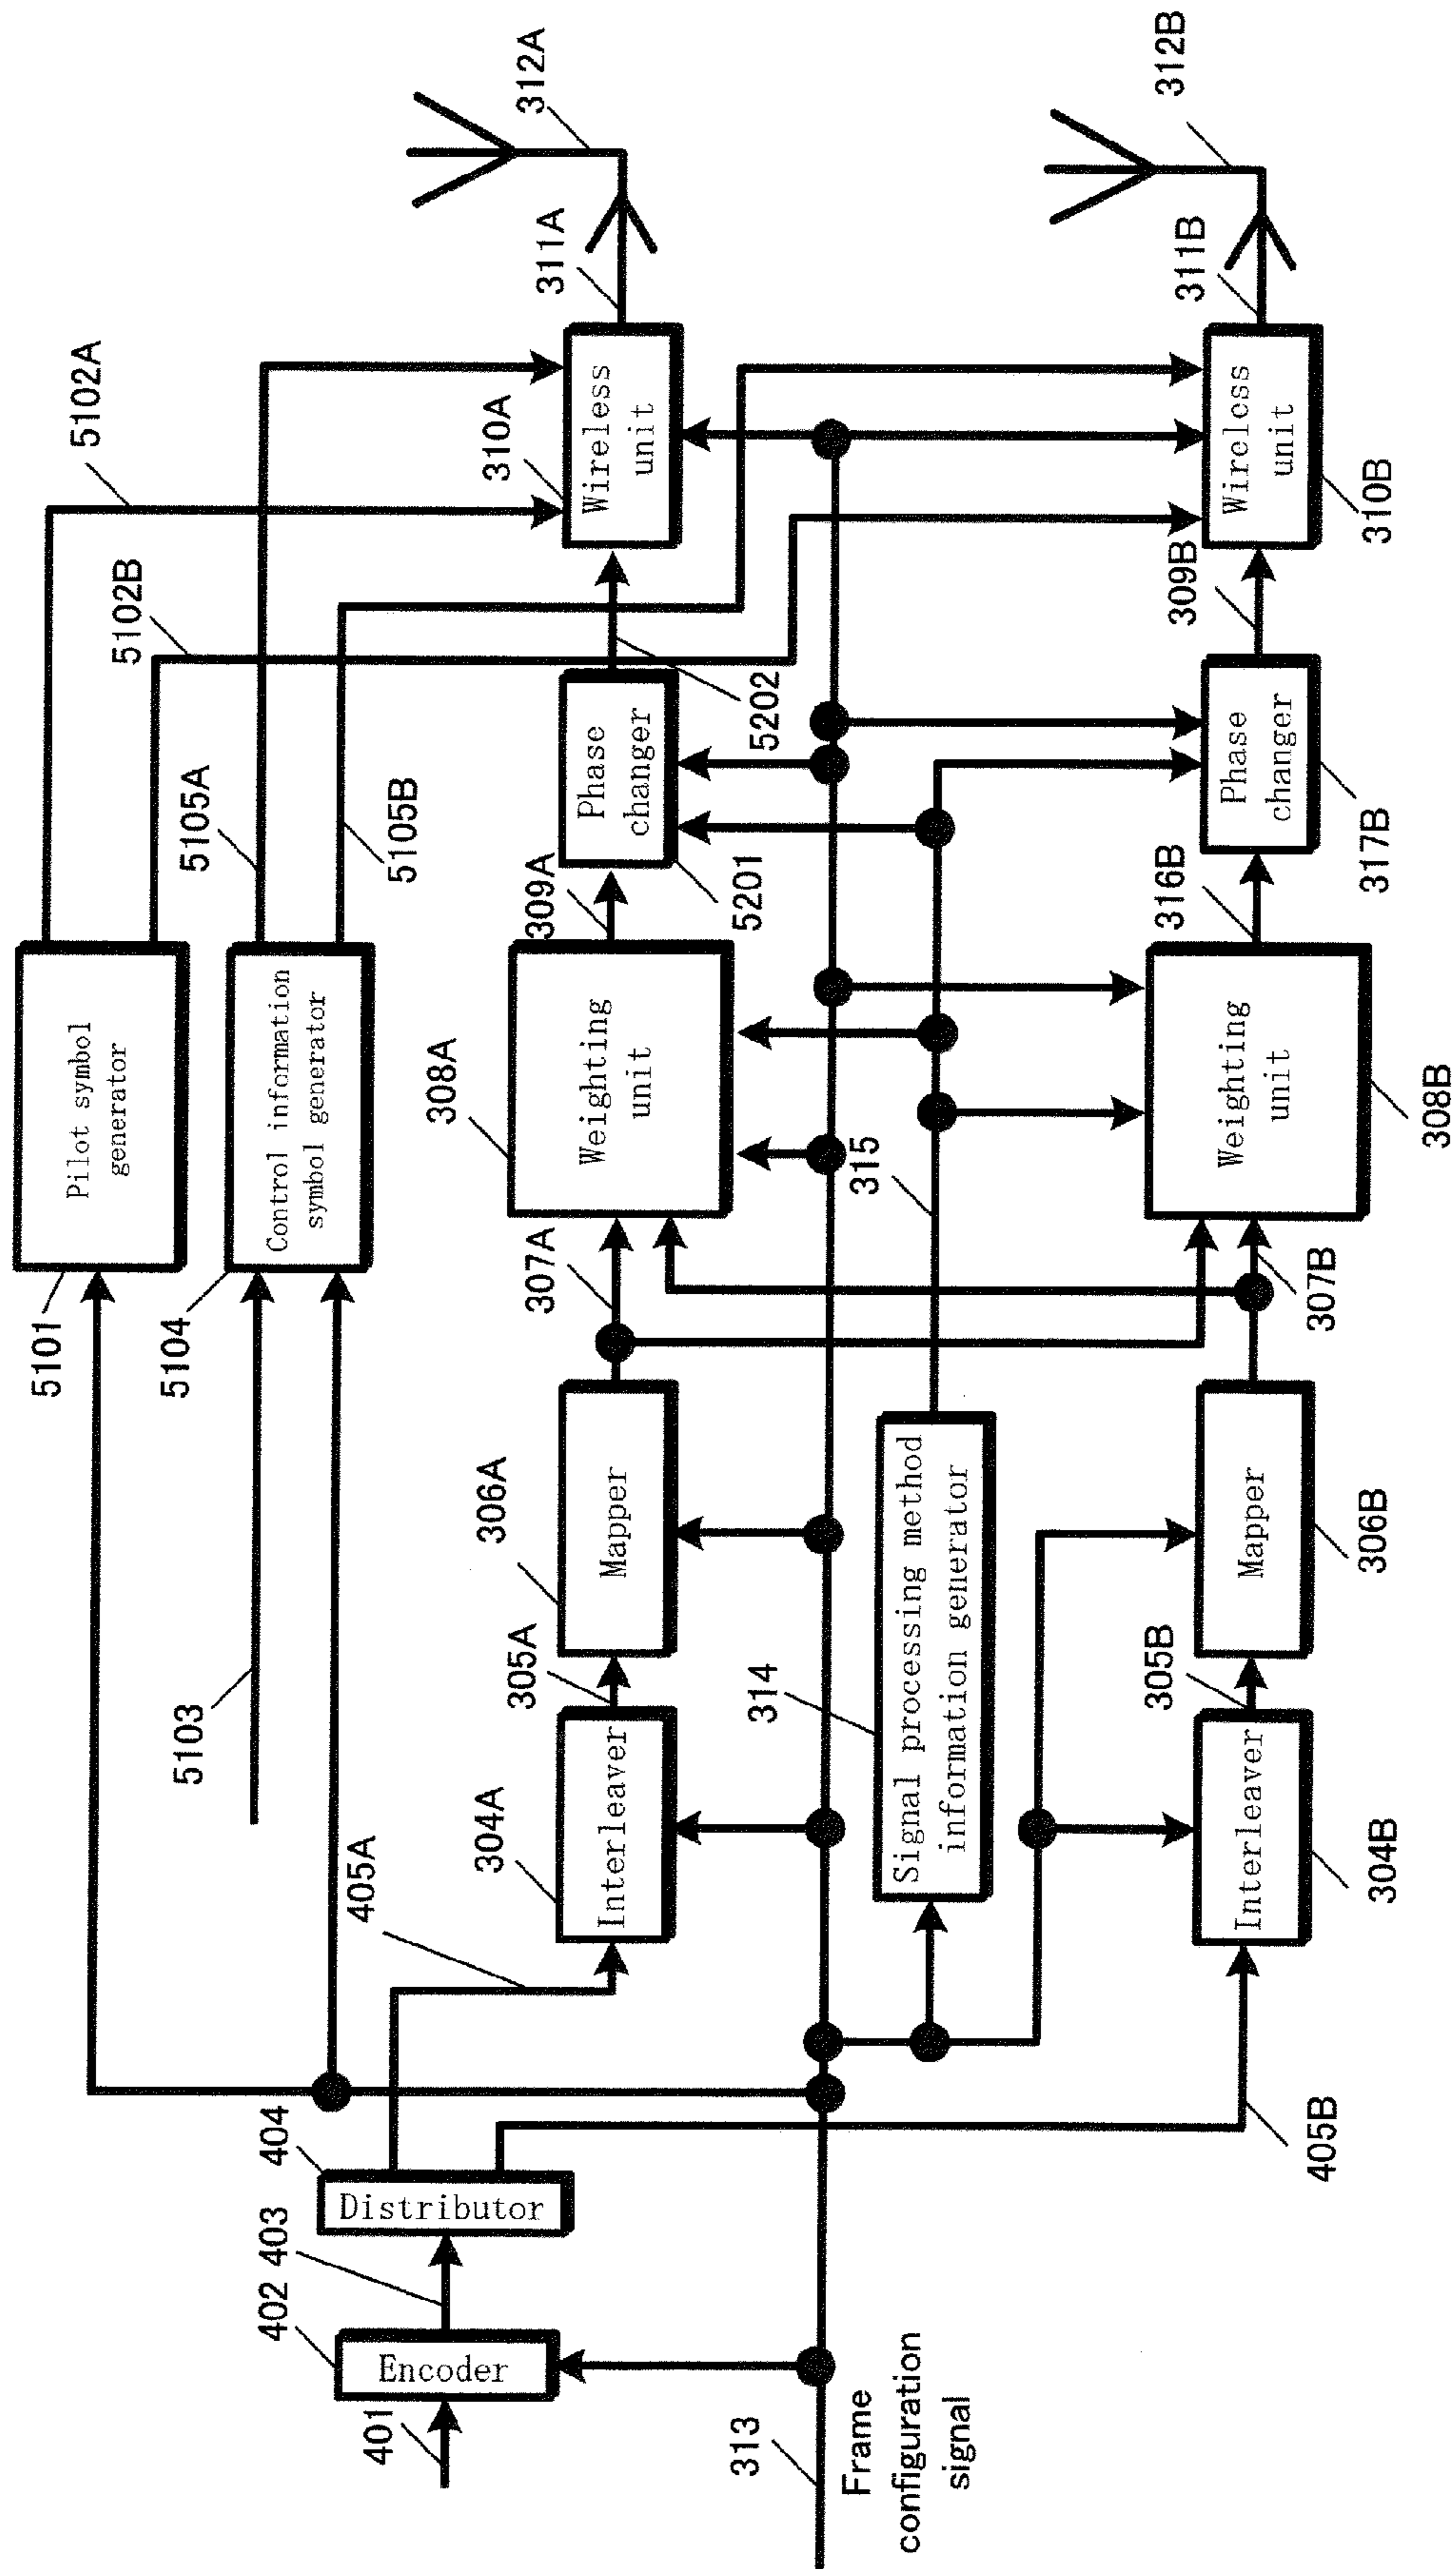 5102A
5102B
312A
312B
5105A
5105B
311A
311B
310A
310B
Wireless
unit
Wireless
unit
5202
309B
Pilot symbol
generator
5101
Control information
symbol generator
5104
308A
Weighting
unit
309A
Phase
changer
5201
Phase
changer
317B
316B
Weighting
unit
308B
315
307A
307B
5103
306A
Mapper
305A
304A
Interleaver
405A
314
Signal processing method
information generator
Mapper
306B
305B
Interleaver
304B
405B
404
Distributor
403
402
Encoder
401
313
Frame
configuration
signal